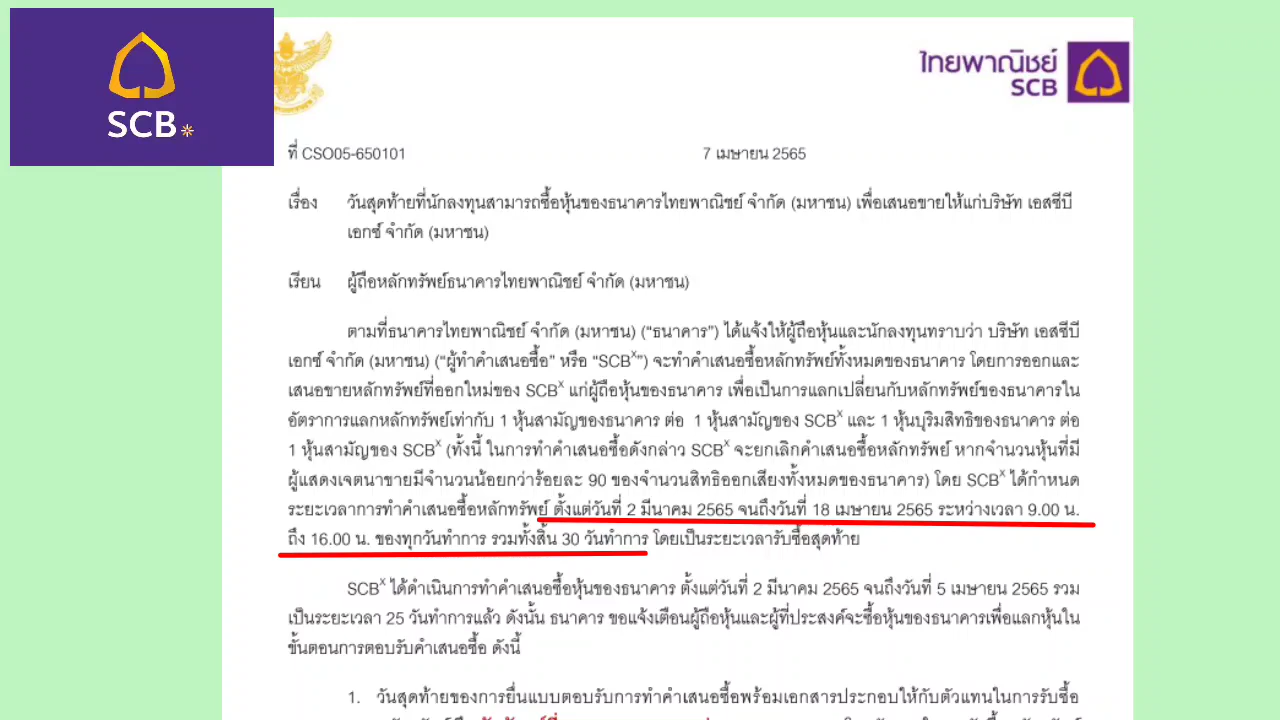 SCB
ไทยพาณิชย์
SCB
ที่ CSO05-650101
7 เมษายน 2565
เรื่อง วันสุดท้ายที่นักลงทุนสามารถซื้อหุ้นของธนาคารไทยพาณิชย์ จำกัด (มหาชน) เพื่อเสนอขายให้แก่บริษัท เอสซีบี
เอกซ์ จำกัด (มหาชน)
เรียน ผู้ถือหลักทรัพย์ธนาคารไทยพาณิชย์ จำกัด (มหาชน)
ตามที่ธนาคารไทยพาณิชย์ จำกัด (มหาชน) (“ธนาคาร”) ได้แจ้งให้ผู้ถือหุ้นและนักลงทุนทราบว่า บริษัท เอสซีบี
เอกซ์ จำกัด (มหาชน) (“ผู้ทำคำเสนอซื้อ” หรือ “SCBˣ”) จะทำคำเสนอซื้อหลักทรัพย์ทั้งหมดของธนาคาร โดยการออกและ
เสนอขายหลักทรัพย์ที่ออกใหม่ของ SCBˣ แก่ผู้ถือหุ้นของธนาคาร เพื่อเป็นการแลกเปลี่ยนกับหลักทรัพย์ของธนาคารใน
อัตราการแลกหลักทรัพย์เท่ากับ 1 หุ้นสามัญของธนาคาร ต่อ 1 หุ้นสามัญของ SCBˣ และ 1 หุ้นบุริมสิทธิของธนาคาร ต่อ
1 หุ้นสามัญของ SCBˣ (ทั้งนี้ ในการทำคำเสนอซื้อดังกล่าว SCBˣ จะยกเลิกคำเสนอซื้อหลักทรัพย์ หากจำนวนหุ้นที่มี
ผู้แสดงเจตนาขายมีจำนวนน้อยกว่าร้อยละ 90 ของจำนวนสิทธิออกเสียงทั้งหมดของธนาคาร) โดย SCBˣ ได้กำหนด
ระยะเวลาการทำคำเสนอซื้อหลักทรัพย์ ตั้งแต่วันที่ 2 มีนาคม 2565 จนถึงวันที่ 18 เมษายน 2565 ระหว่างเวลา 9.00 น.
ถึง 16.00 น. ของทุกวันทำการ รวมทั้งสิ้น 30 วันทำการ โดยเป็นระยะเวลารับซื้อสุดท้าย
SCBˣ ได้ดำเนินการทำคำเสนอซื้อหุ้นของธนาคาร ตั้งแต่วันที่ 2 มีนาคม 2565 จนถึงวันที่ 5 เมษายน 2565 รวม
เป็นระยะเวลา 25 วันทำการแล้ว ดังนั้น ธนาคาร ขอแจ้งเตือนผู้ถือหุ้นและผู้ที่ประสงค์จะซื้อหุ้นของธนาคารเพื่อแลกหุ้นใน
ขั้นตอนการตอบรับคำเสนอซื้อ ดังนี้
1. วันสุดท้ายของการยื่นแบบตอบรับการทำคำเสนอซื้อพร้อมเอกสารประกอบให้กับตัวแทนในการรับซื้อ